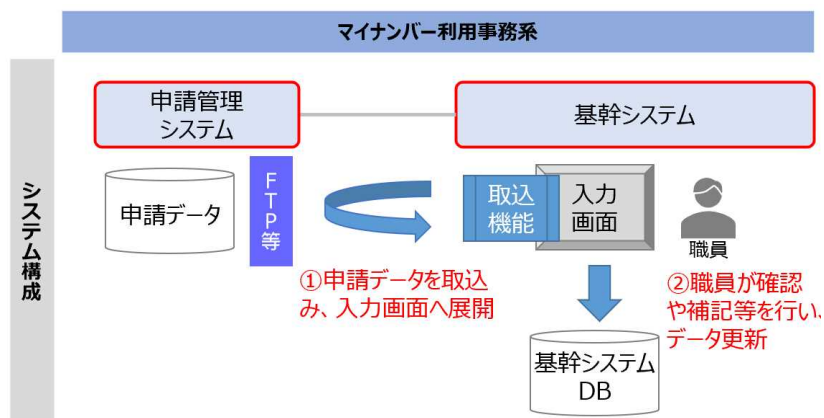 マイナンバー利用事務系
システム構成
申請管理
システム
基幹システム
申請データ
FTP等
取込
機能
入力
画面
職員
①申請データを取込
み、入力画面へ展開
②職員が確認
や補記等を行い、
データ更新
基幹システム
DB